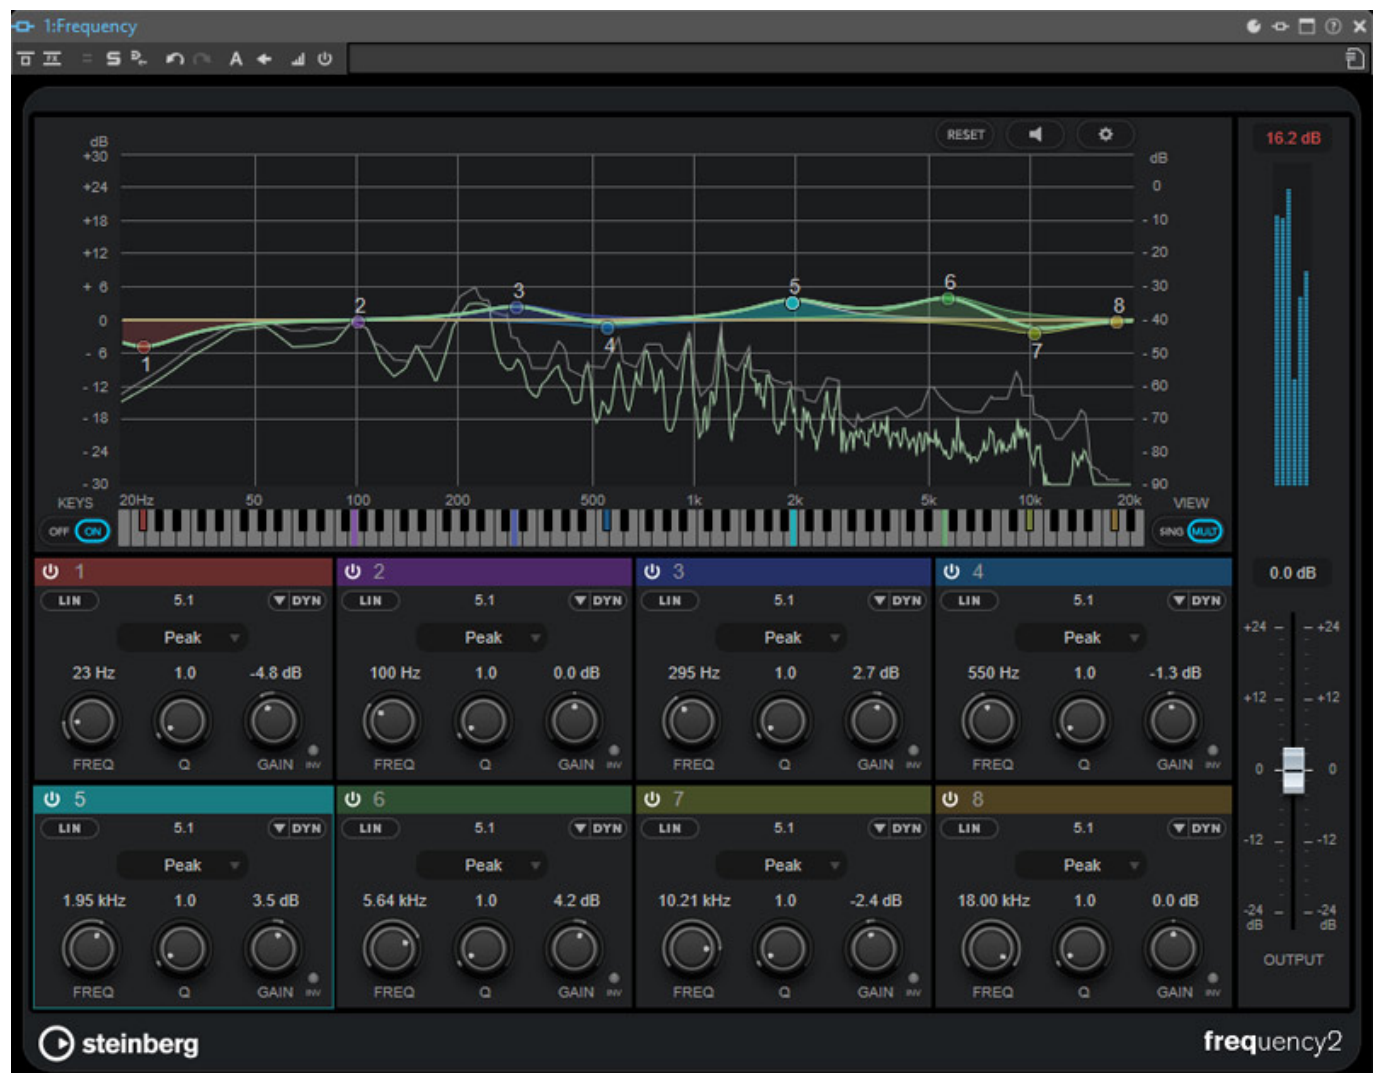 1:Frequency
FX S A
RESET
16.2 dB
dB
+30
+24
+18
+12
+ 6
0
- 6
- 12
- 18
- 24
- 30
dB
0
- 10
- 20
- 30
- 40
- 50
- 60
- 70
- 80
- 90
1 2 3 4 5 6 7 8
KEYS 20Hz 50 100 200 500 1k 2k 5k 10k 20k VIEW
OFF ON SING MULT
1 2 3 4 0.0 dB
LIN 5.1 DYN LIN 5.1 DYN LIN 5.1 DYN LIN 5.1 DYN
Peak Peak Peak Peak
23 Hz 1.0 -4.8 dB 100 Hz 1.0 0.0 dB 295 Hz 1.0 2.7 dB 550 Hz 1.0 -1.3 dB
FREQ Q GAIN INV FREQ Q GAIN INV FREQ Q GAIN INV FREQ Q GAIN INV
5 6 7 8
LIN 5.1 DYN LIN 5.1 DYN LIN 5.1 DYN LIN 5.1 DYN
Peak Peak Peak Peak
1.95 kHz 1.0 3.5 dB 5.64 kHz 1.0 4.2 dB 10.21 kHz 1.0 -2.4 dB 18.00 kHz 1.0 0.0 dB
FREQ Q GAIN INV FREQ Q GAIN INV FREQ Q GAIN INV FREQ Q GAIN INV
+24 +24
+12 +12
0 0
-12 -12
-24 -24
dB dB
OUTPUT
steinberg frequency2